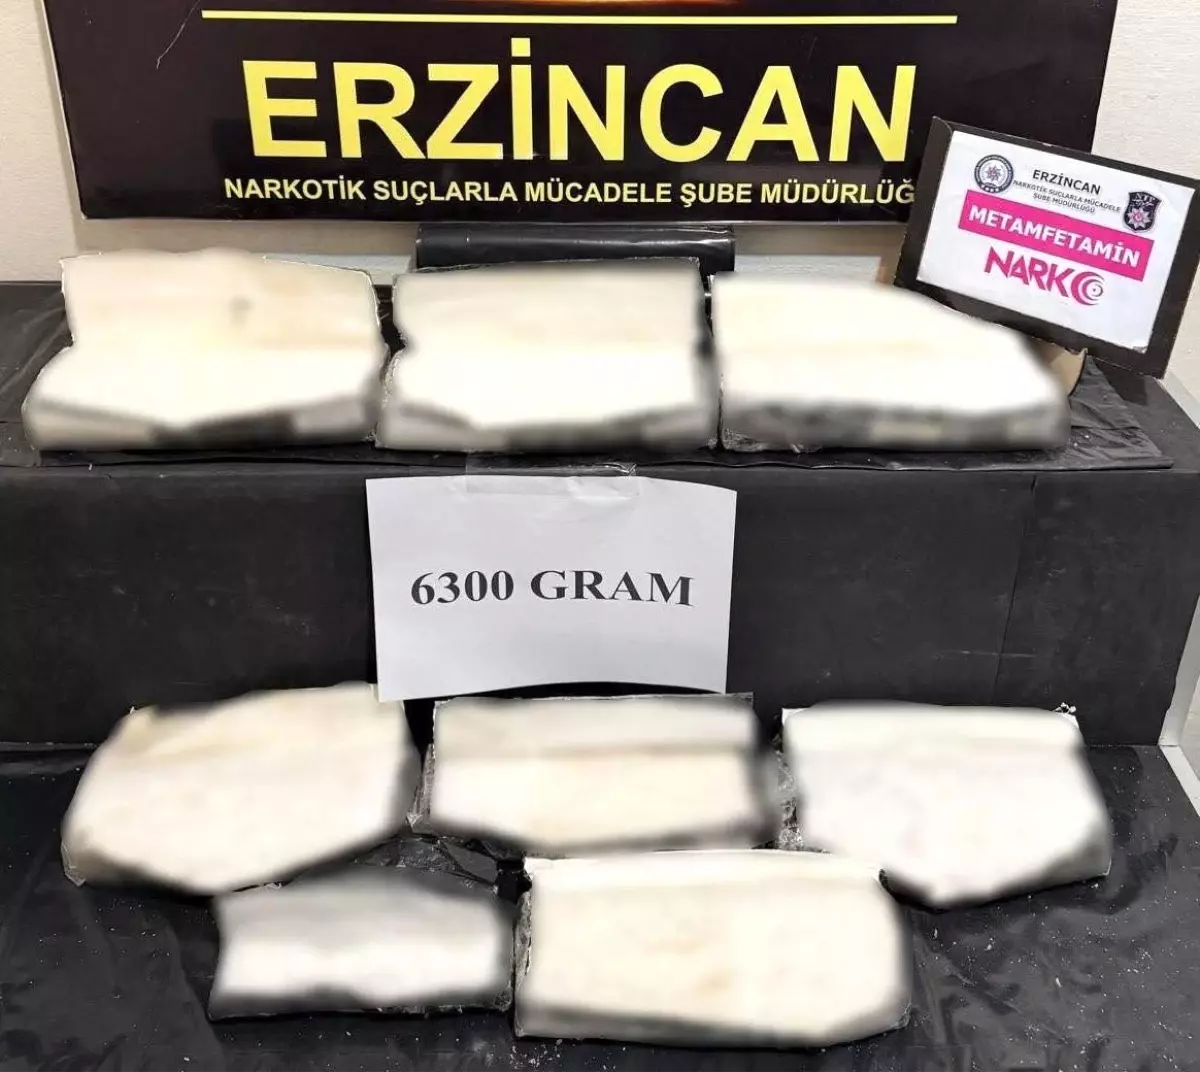 ERZİNCAN
NARKOTİK SUÇLARLA MÜCADELE ŞUBE MÜDÜRLÜĞ
ERZİNCAN
NARKOTİK SUÇLARLA MÜCADELE
ŞUBE MÜDÜRLÜĞÜ
METAMFETAMİN
NARKO
6300 GRAM